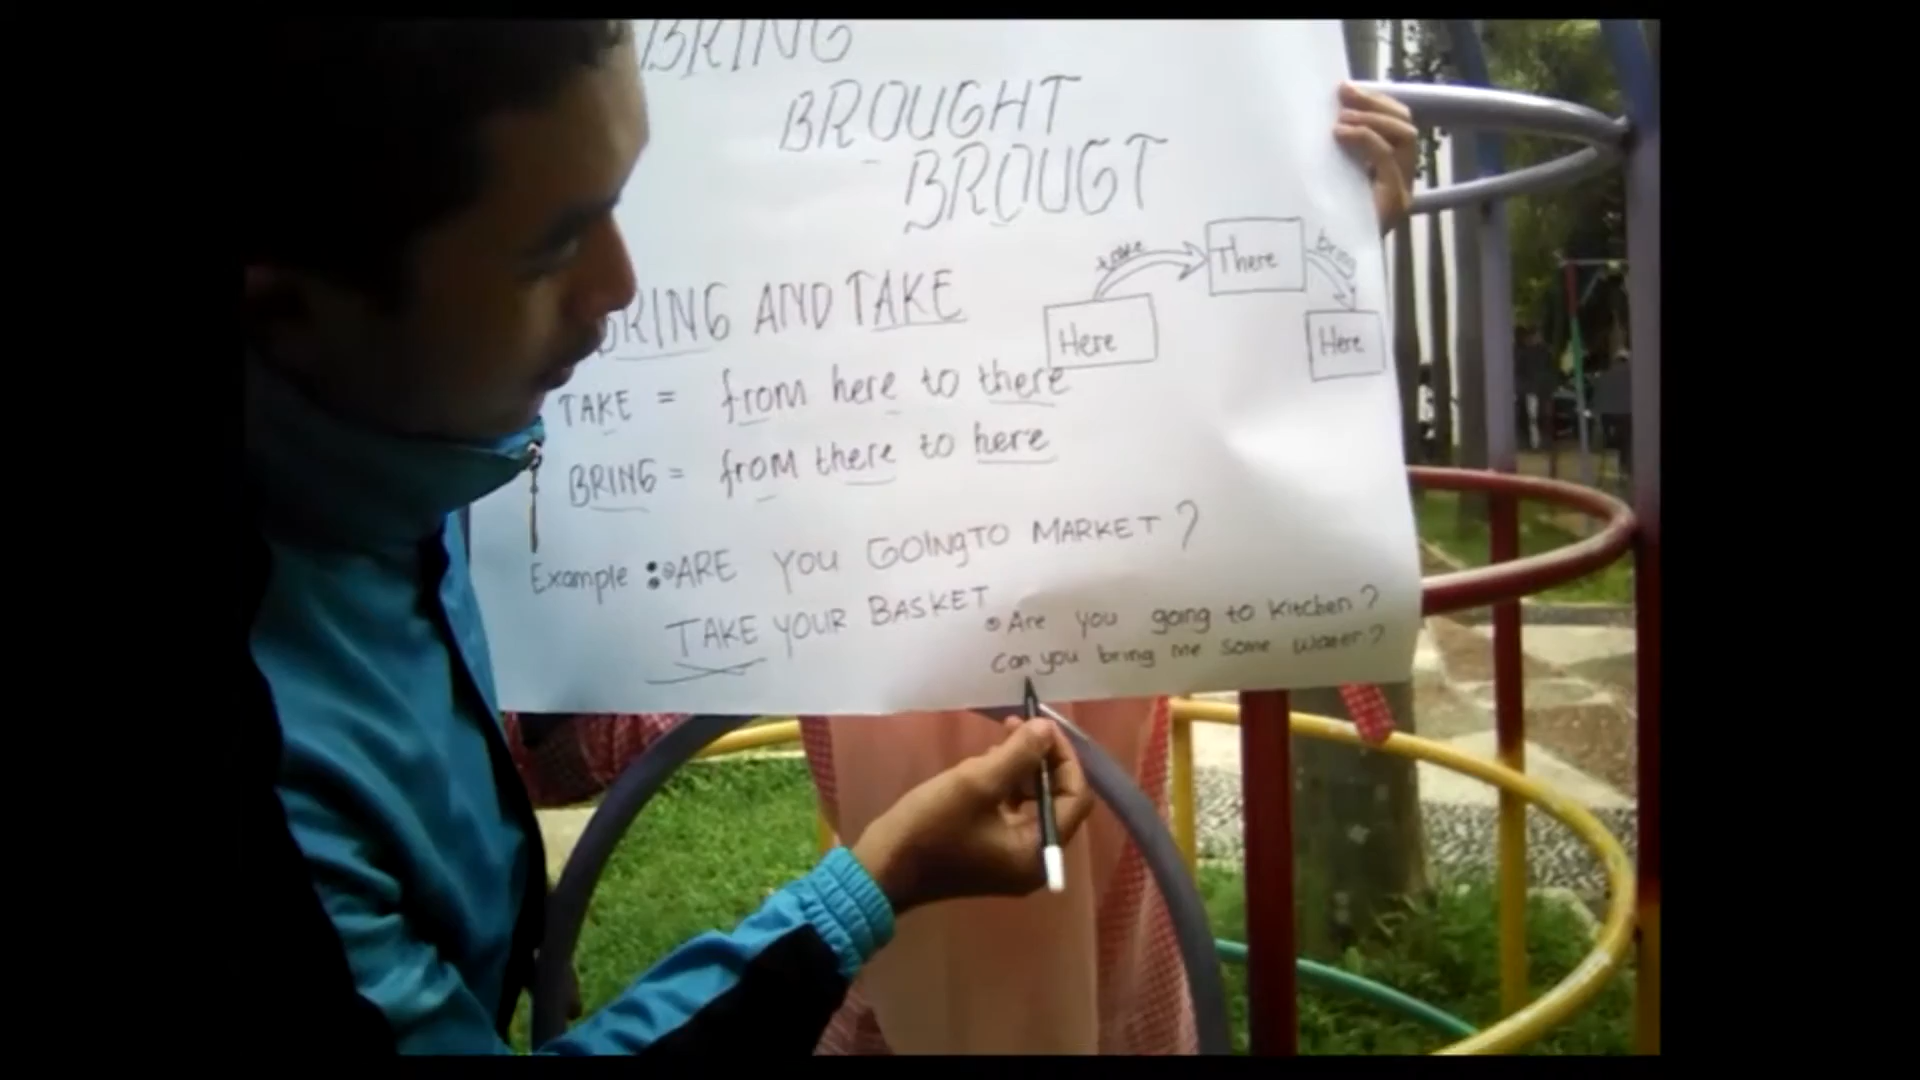 BRING
BROUGHT
BROUGT
BRING AND TAKE
take
There
bring
Here
Here
TAKE = from here to there
BRING = from there to here
Example : ARE YOU GOINGTO MARKET ?
TAKE YOUR BASKET
Are you going to kitchen ?
Can you bring me some water ?